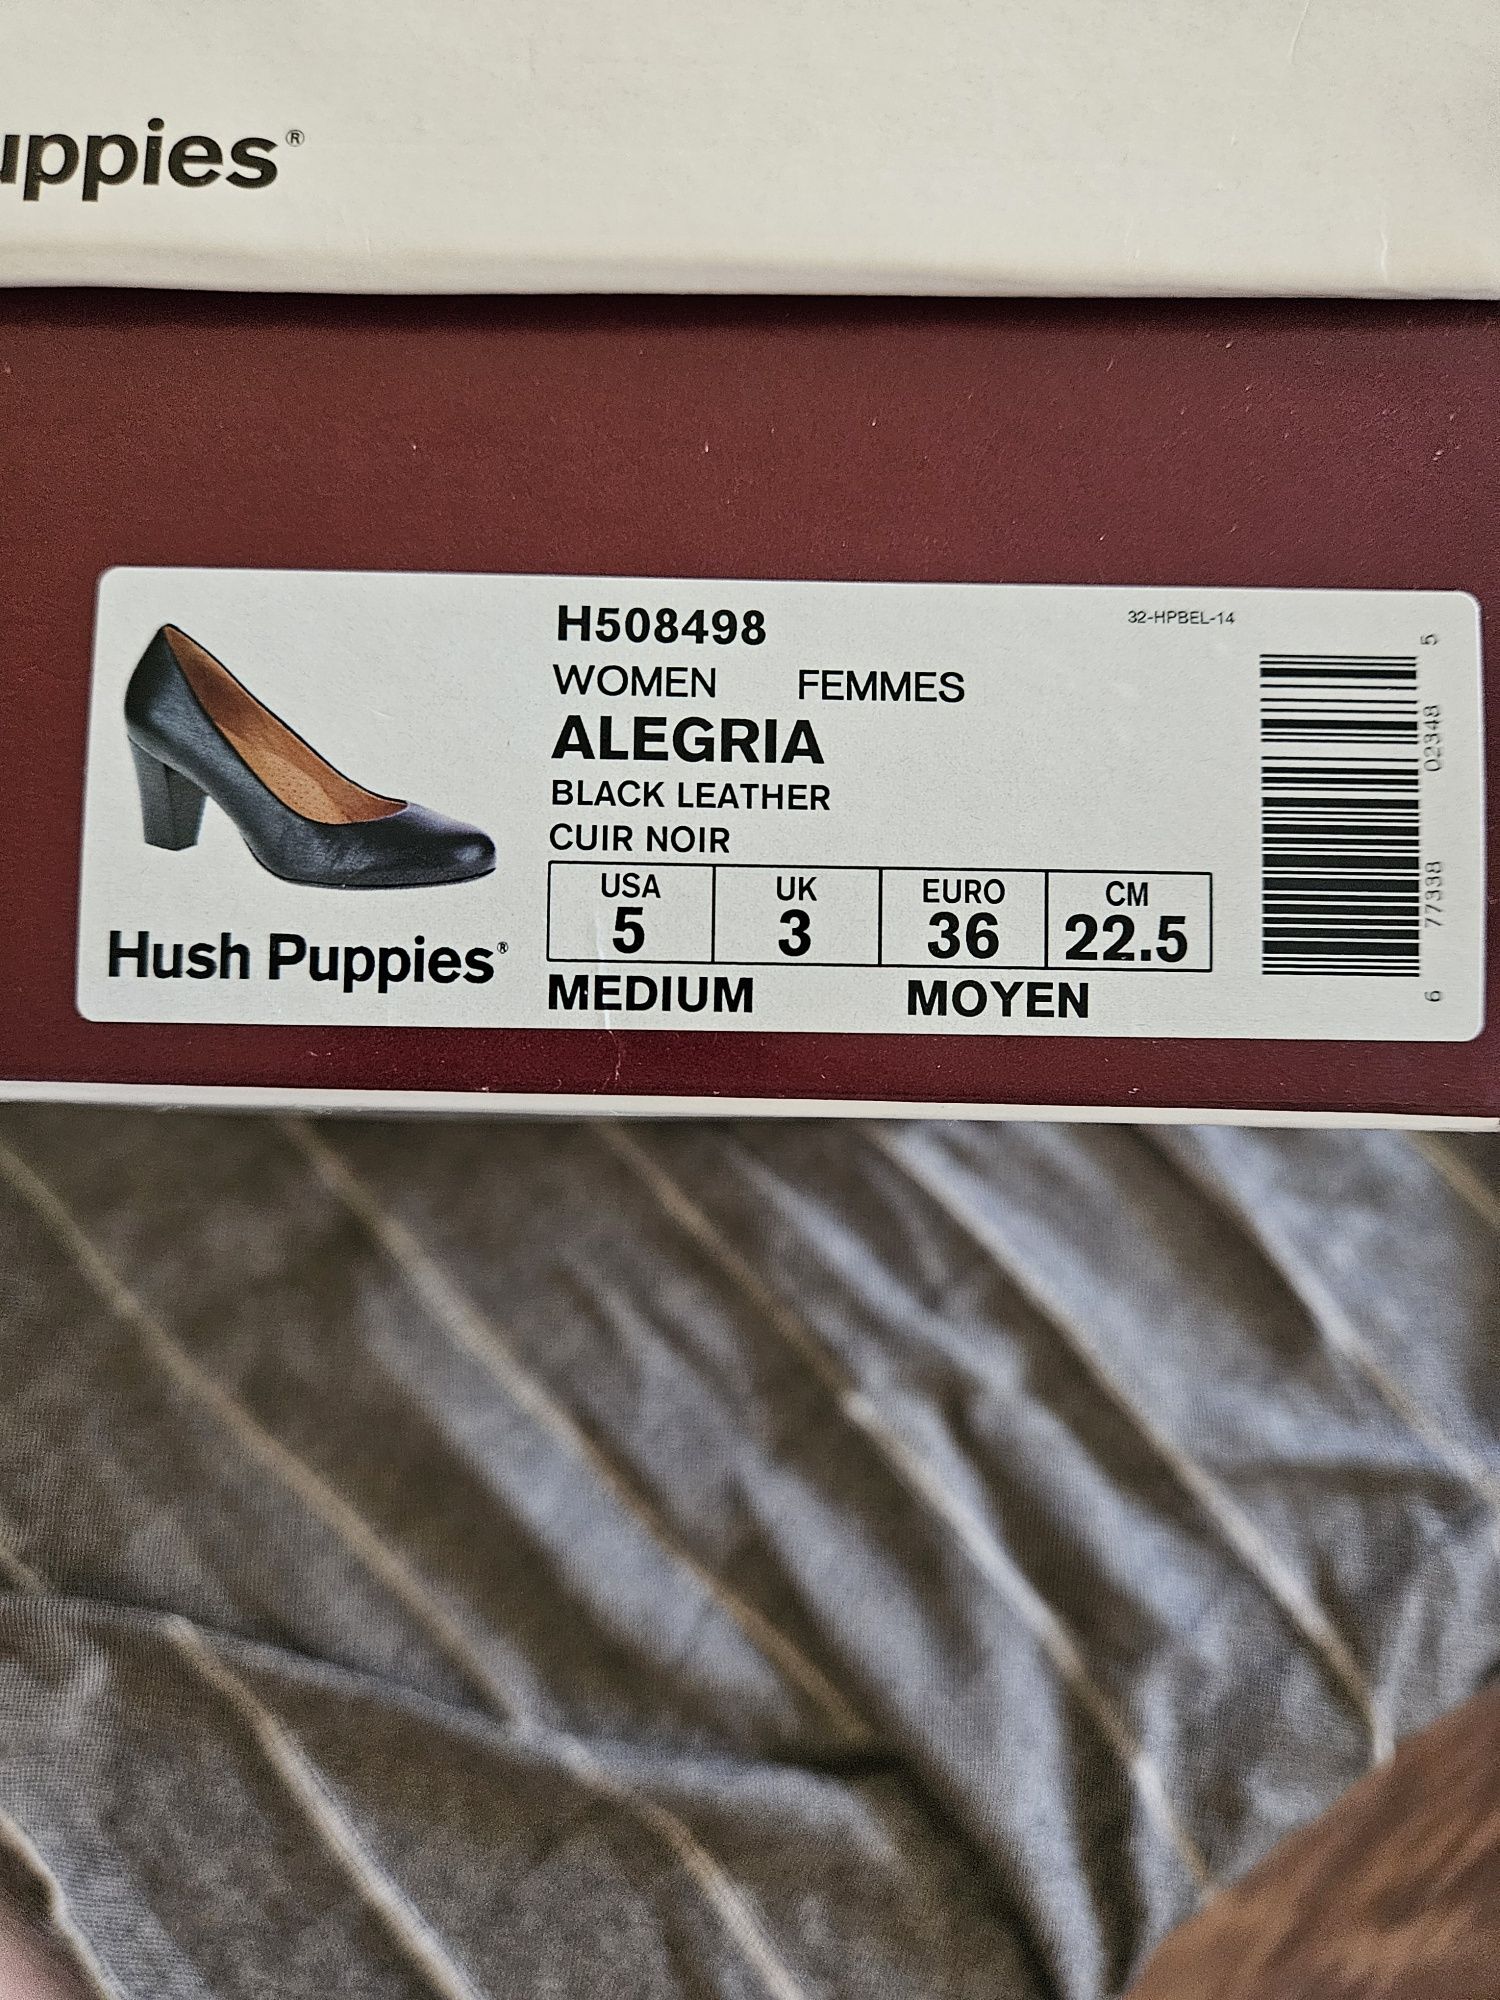 uppies®
H508498
32-HPBEL-14
WOMEN FEMMES
ALEGRIA
BLACK LEATHER
CUIR NOIR
USA UK EURO CM
5 3 36 22.5
MEDIUM MOYEN
Hush Puppies®
6 77338 02348 5